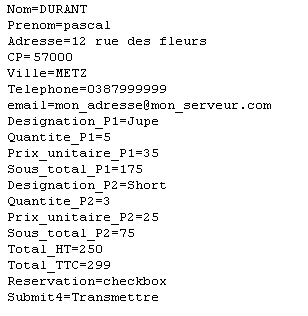 Nom=DURANT
Prenom=pascal
Adresse=12 rue des fleurs
CP=57000
Ville=METZ
Telephone=0387999999
email=mon_adresse@mon_serveur.com
Designation_P1=Jupe
Quantite_P1=5
Prix_unitaire_P1=35
Sous_total_P1=175
Designation_P2=Short
Quantite_P2=3
Prix_unitaire_P2=25
Sous_total_P2=75
Total_HT=250
Total_TTC=299
Reservation=checkbox
Submit4=Transmettre